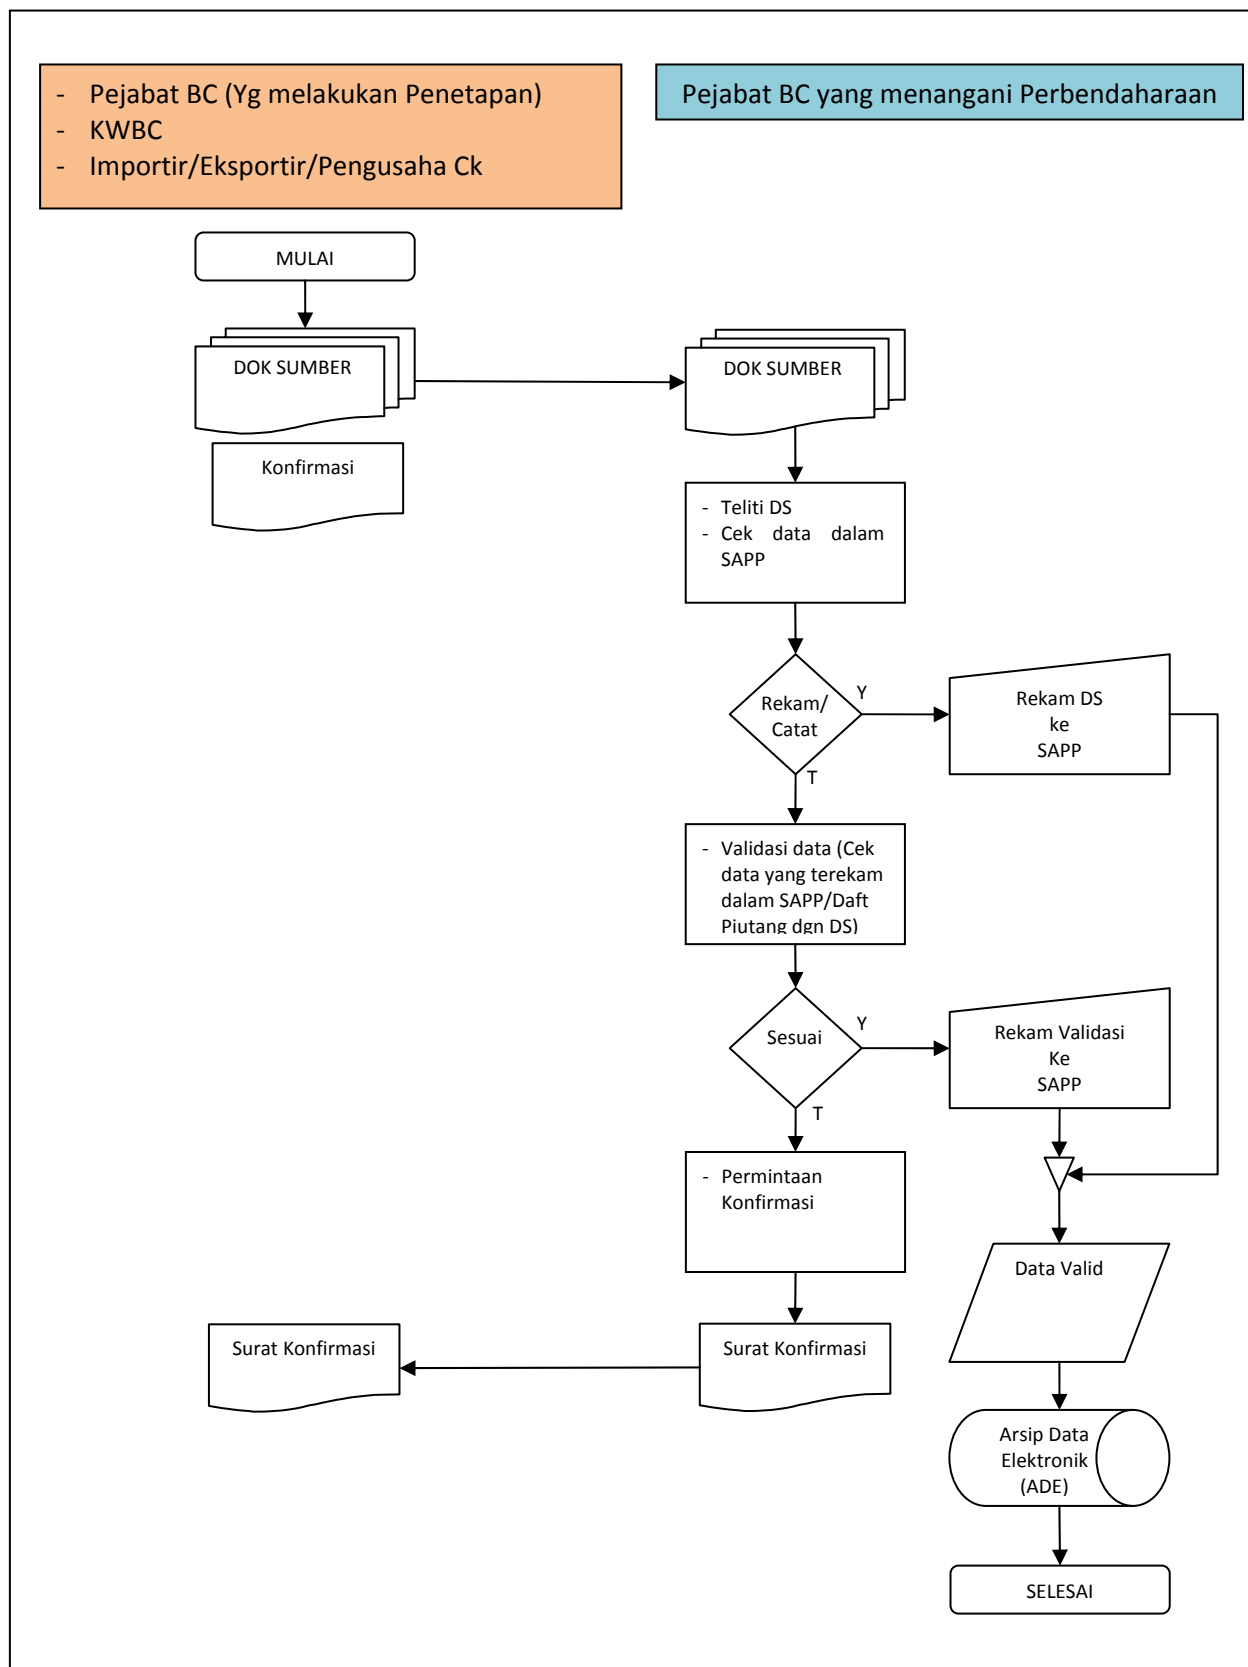 - Pejabat BC (Yg melakukan Penetapan)
- KWBC
- Importir/Eksportir/Pengusaha Ck
Pejabat BC yang menangani Perbendaharaan
MULAI
DOK SUMBER
DOK SUMBER
Konfirmasi
- Teliti DS
- Cek data dalam
SAPP
Rekam/
Catat
Y
T
Rekam DS
ke
SAPP
- Validasi data (Cek
data yang terekam
dalam SAPP/Daft
Piutang dgn DS)
Sesuai
Y
T
Rekam Validasi
Ke
SAPP
- Permintaan
Konfirmasi
Data Valid
Surat Konfirmasi
Surat Konfirmasi
Arsip Data
Elektronik
(ADE)
SELESAI